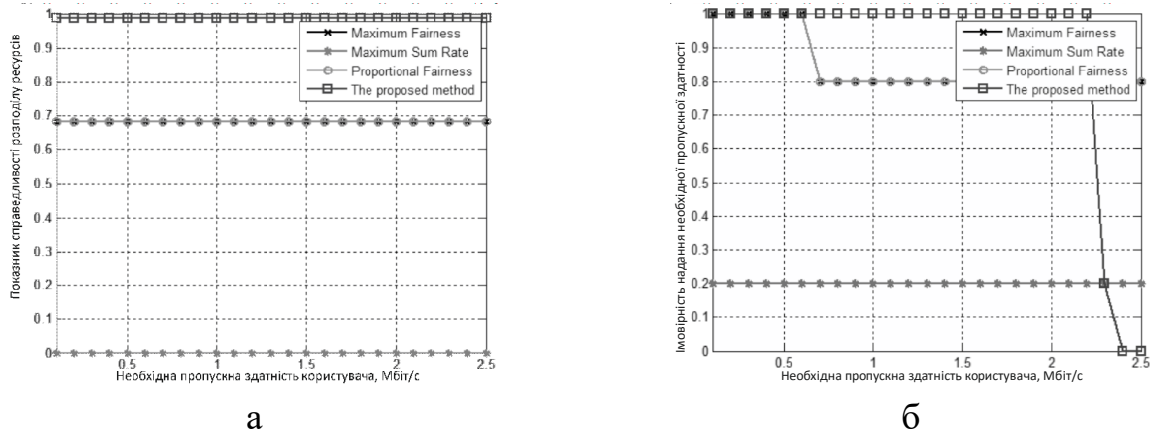 Показник справедливості розподілу ресурсів
1
0.9
0.8
0.7
0.6
0.5
0.4
0.3
0.2
0.1
0
Maximum Fairness
Maximum Sum Rate
Proportional Fairness
The proposed method
0.5
1
1.5
2
2.5
Необхідна пропускна здатність користувача, Мбіт/с
а
Імовірність надання необхідної пропускної здатності
1
0.9
0.8
0.7
0.6
0.5
0.4
0.3
0.2
0.1
0
Maximum Fairness
Maximum Sum Rate
Proportional Fairness
The proposed method
0.5
1
1.5
2
2.5
Необхідна пропускна здатність користувача, Мбіт/с
б